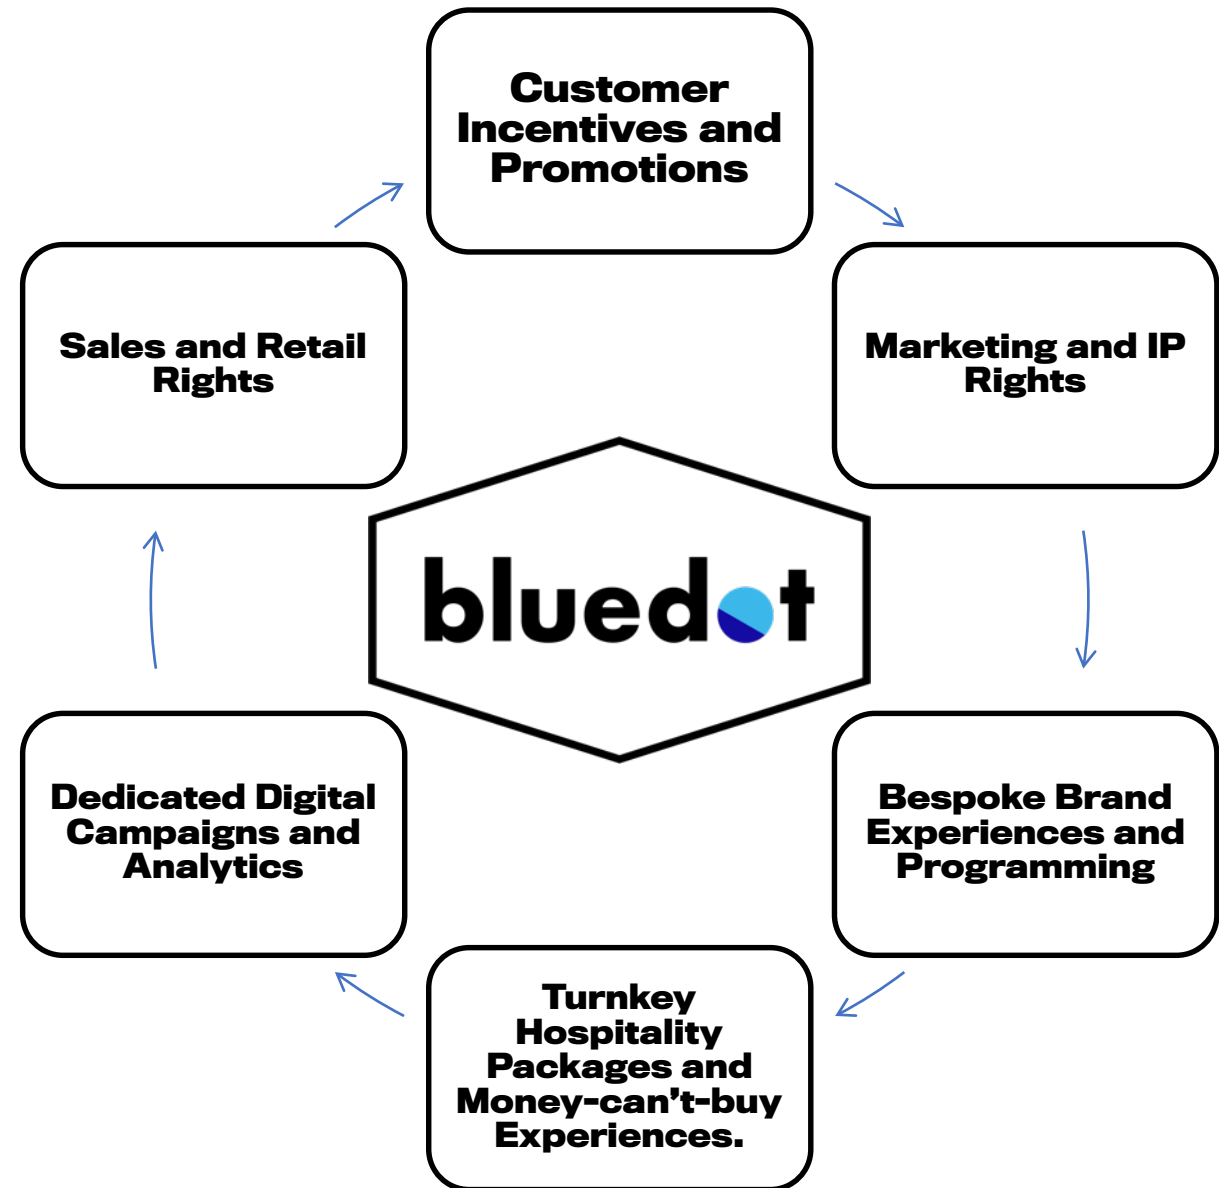 Customer
Incentives and
Promotions
Marketing and IP
Rights
Bespoke Brand
Experiences and
Programming
Turnkey
Hospitality
Packages and
Money-can’t-buy
Experiences.
Dedicated Digital
Campaigns and
Analytics
Sales and Retail
Rights
bluedot